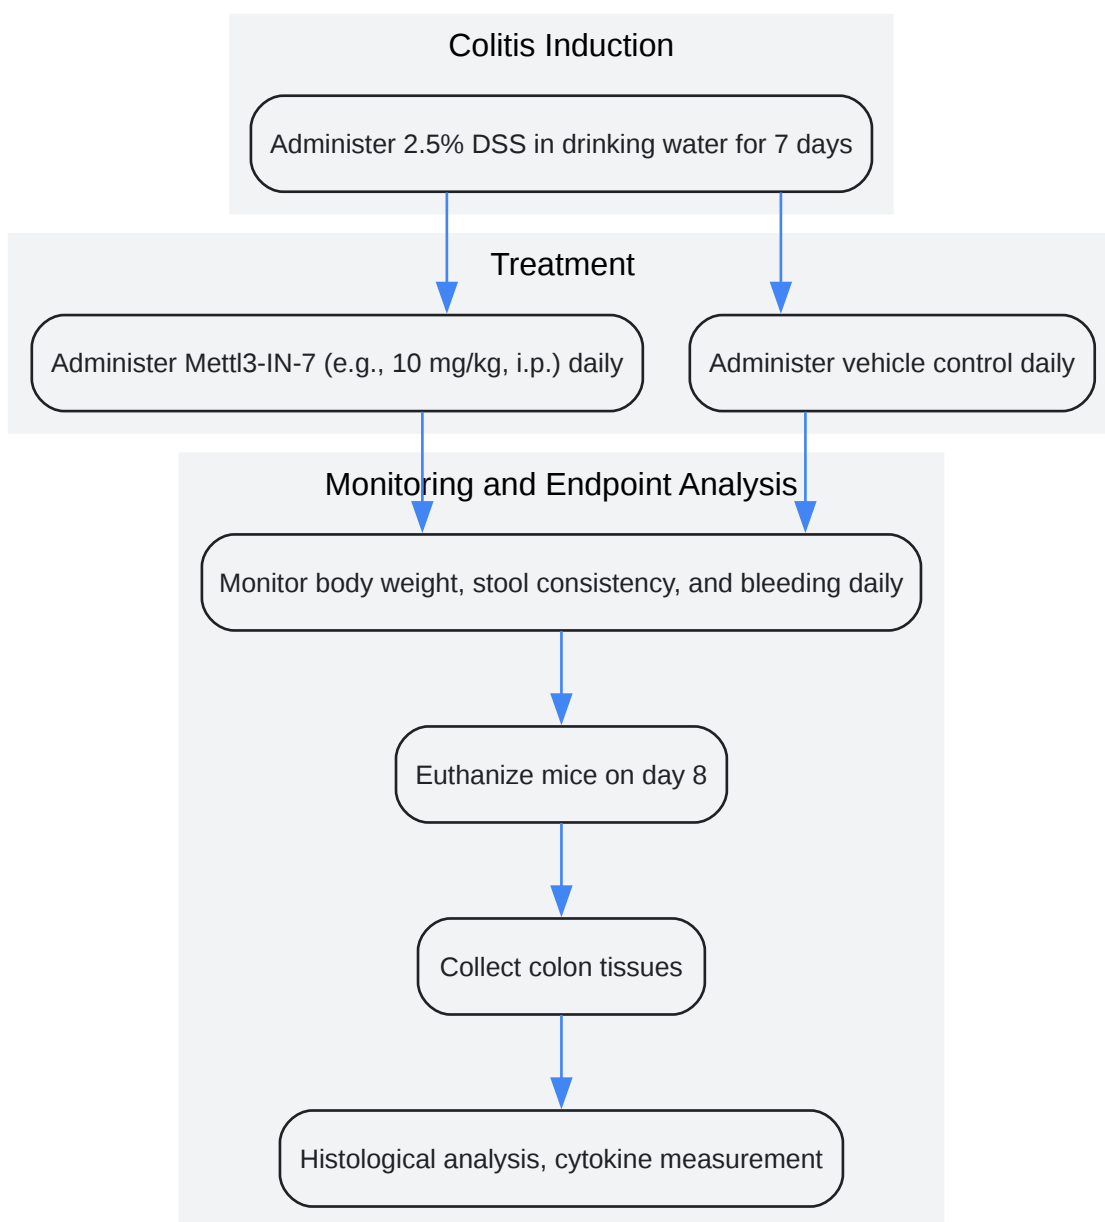 Colitis Induction
Administer 2.5% DSS in drinking water for 7 days
Treatment
Administer Mettl3-IN-7 (e.g., 10 mg/kg, i.p.) daily
Administer vehicle control daily
Monitoring and Endpoint Analysis
Monitor body weight, stool consistency, and bleeding daily
Euthanize mice on day 8
Collect colon tissues
Histological analysis, cytokine measurement